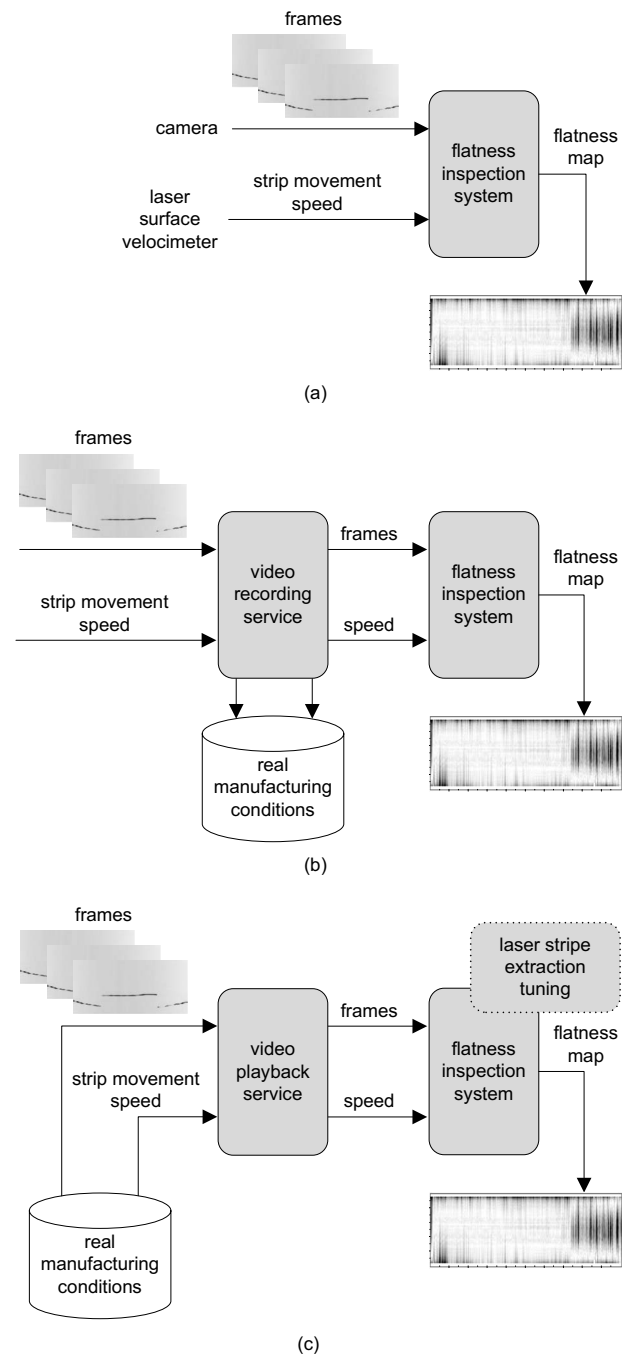 frames
camera
laser
surface
velocimeter
strip movement
speed
flatness
inspection
system
flatness
map
(a)
frames
strip movement
speed
video
recording
service
frames
speed
flatness
inspection
system
flatness
map
real
manufacturing
conditions
(b)
frames
strip movement
speed
video
playback
service
frames
speed
laser stripe
extraction
tuning
flatness
inspection
system
flatness
map
real
manufacturing
conditions
(c)